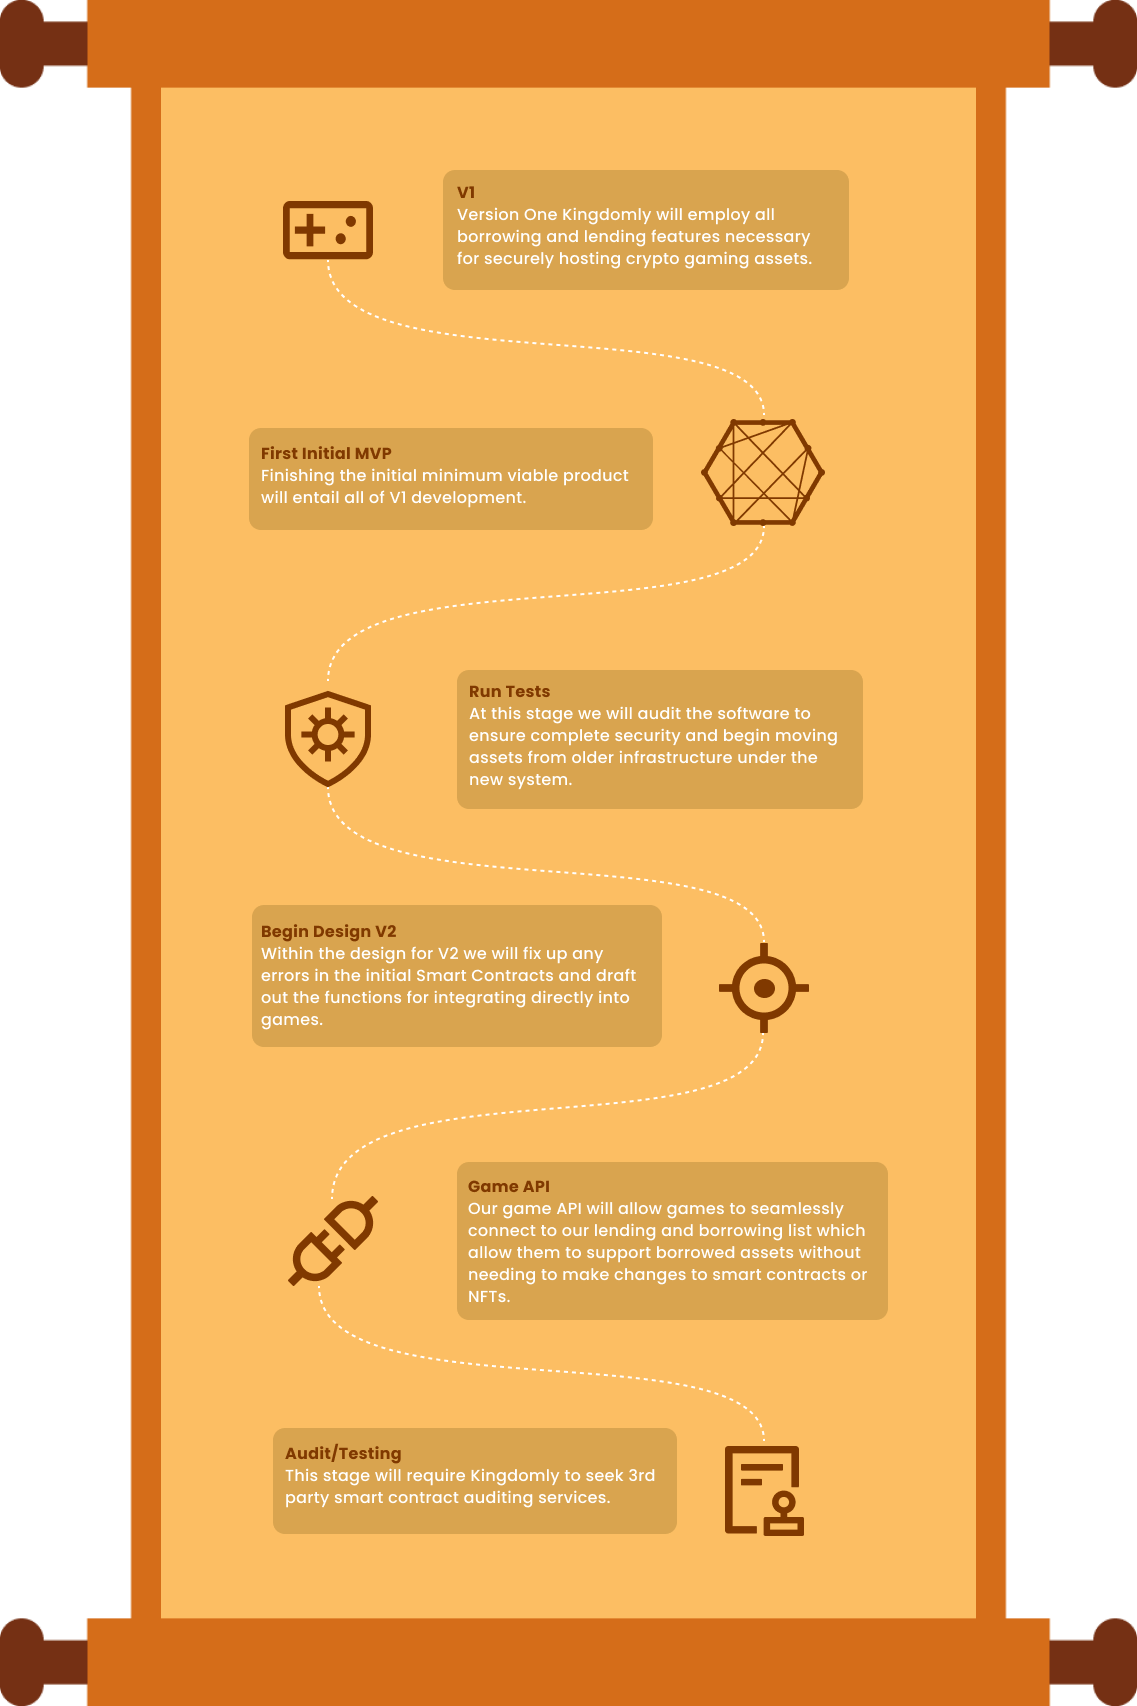 V1
Version One Kingdomly will employ all
borrowing and lending features necessary
for securely hosting crypto gaming assets.
First Initial MVP
Finishing the initial minimum viable product
will entail all of V1 development.
Run Tests
At this stage we will audit the software to
ensure complete security and begin moving
assets from older infrastructure under the
new system.
Begin Design V2
Within the design for V2 we will fix up any
errors in the initial Smart Contracts and draft
out the functions for integrating directly into
games.
Game API
Our game API will allow games to seamlessly
connect to our lending and borrowing list which
allow them to support borrowed assets without
needing to make changes to smart contracts or
NFTs.
Audit/Testing
This stage will require Kingdomly to seek 3rd
party smart contract auditing services.